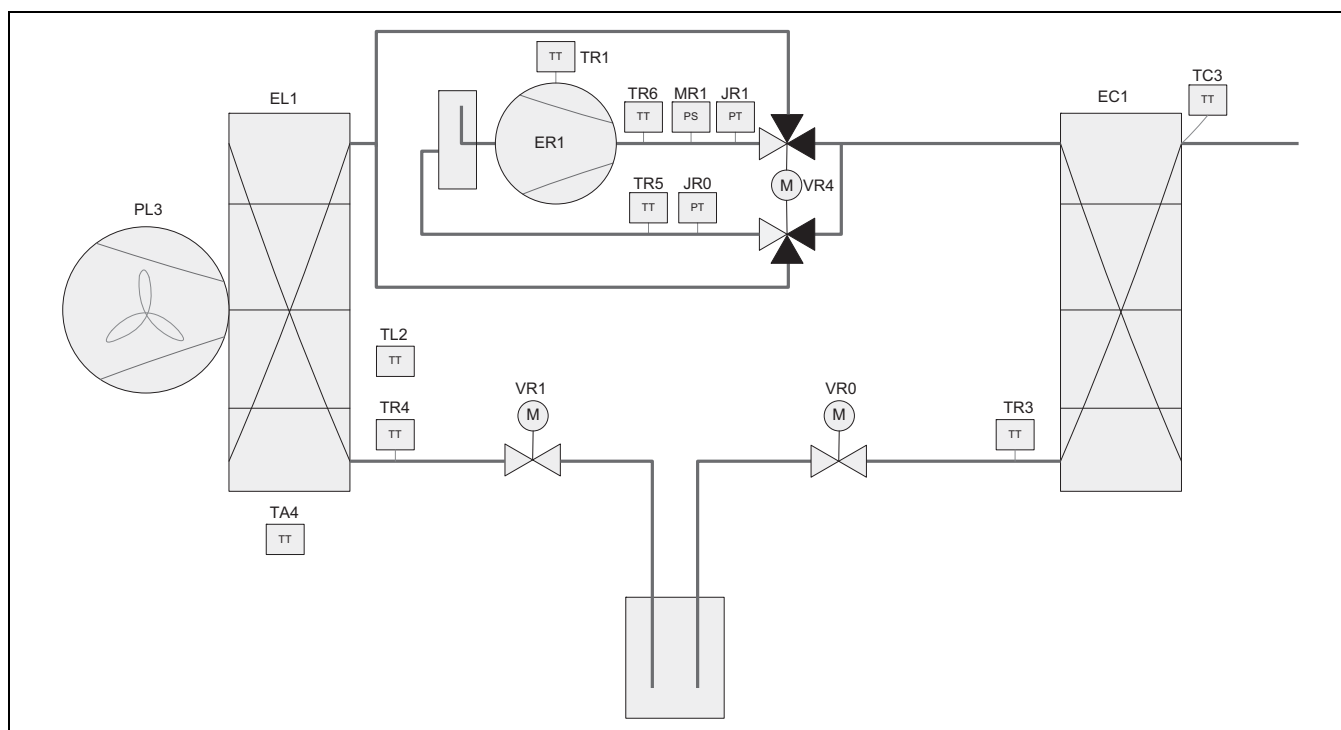 TC3
TT
TR1
TT
TR6
MR1
JR1
EC1
EL1
TT
PS
PT
ER1
TR5
JR0
M
VR4
TT
PT
PL3
TL2
TT
VR1
VR0
TR4
M
M
TR3
TT
TT
TA4
TT